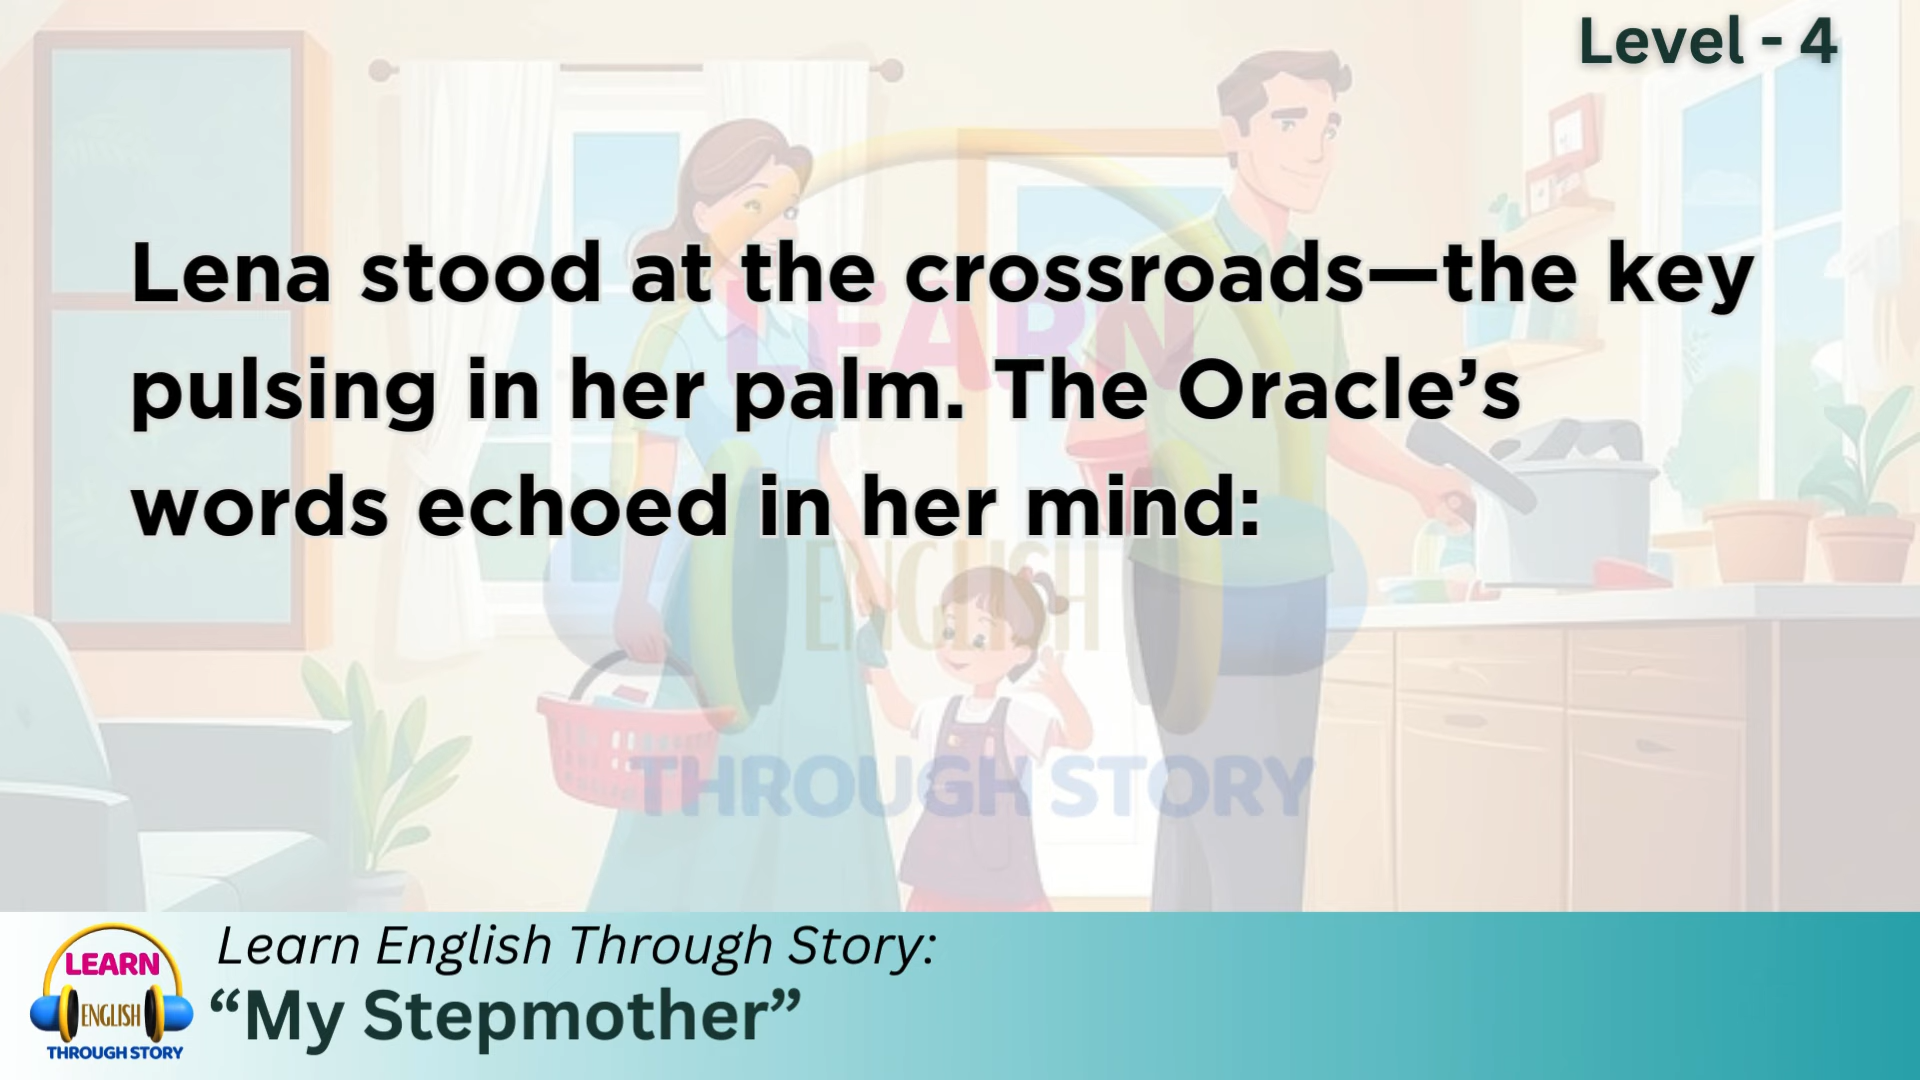 Level - 4
Lena stood at the crossroads—the key
pulsing in her palm. The Oracle’s
words echoed in her mind:
LEARN
ENGLISH
THROUGH STORY
Learn English Through Story:
“My Stepmother”
LEARN
ENGLISH
THROUGH STORY